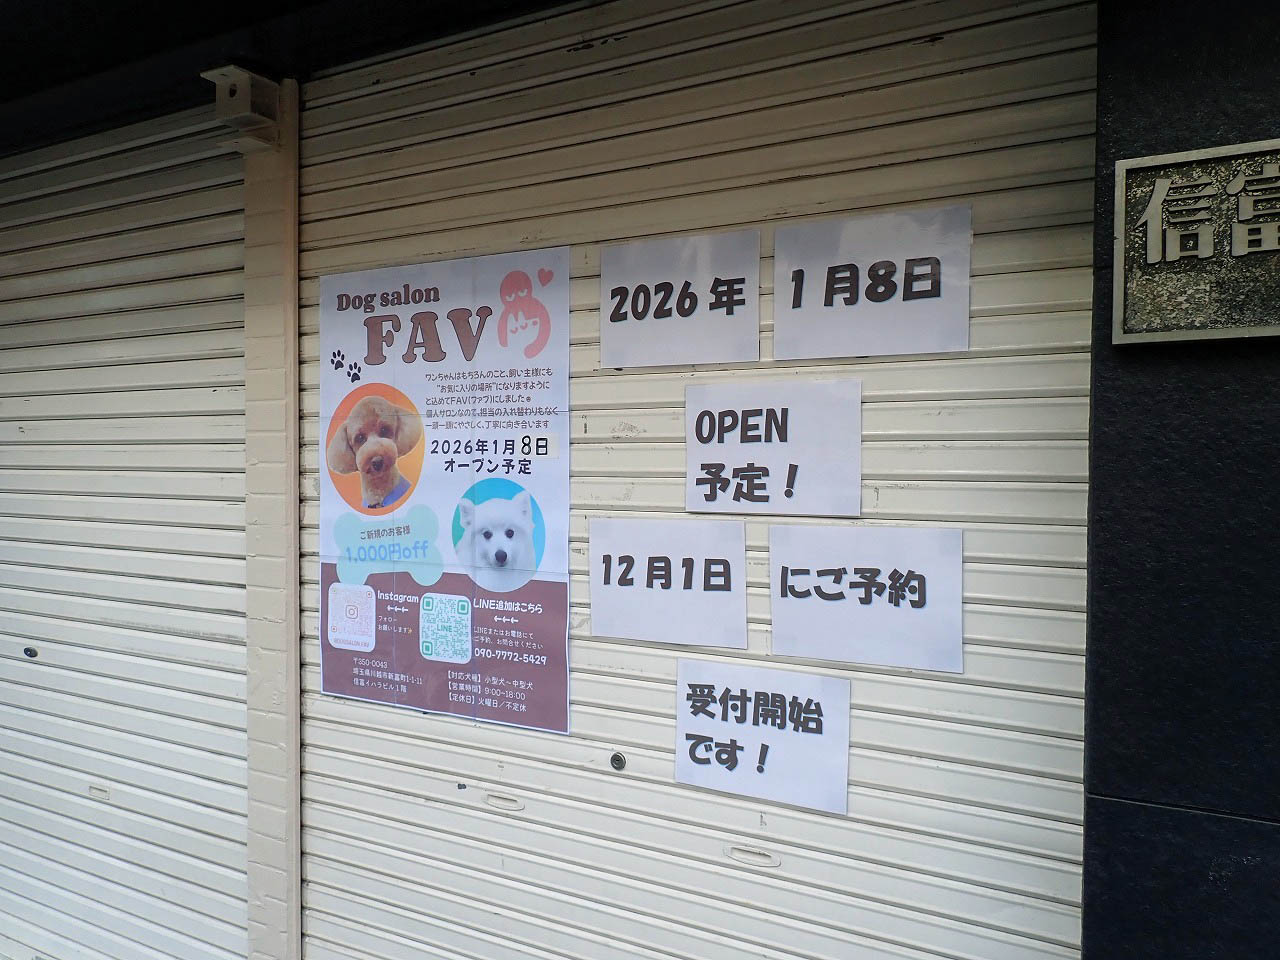 Dog salon
FAV
ワンちゃんはもちろんのこと、飼い主様にも
"お気に入りの場所"になりますように
と込めてFAV(ファブ)にしました
個人サロンなので、担当の入れ替わりもなく
一頭一頭にやさしく、丁寧に向き合います
2026年1月8日
オープン予定
ご新規のお客様
1,000円off
Instagram
フォロー
お願いします
LINE追加はこちら
LINE
LINEまたはお電話にて
ご予約、お問合せください
090-7772-5429
〒350-0043
埼玉県川越市新富町1-1-11
信富イハラビル1階
【対応犬種】小型犬～中型犬
【営業時間】9:00-18:00
【定休日】火曜日／不定休
2026年
1月8日
OPEN
予定！
12月1日
にご予約
受付開始
です！
信富